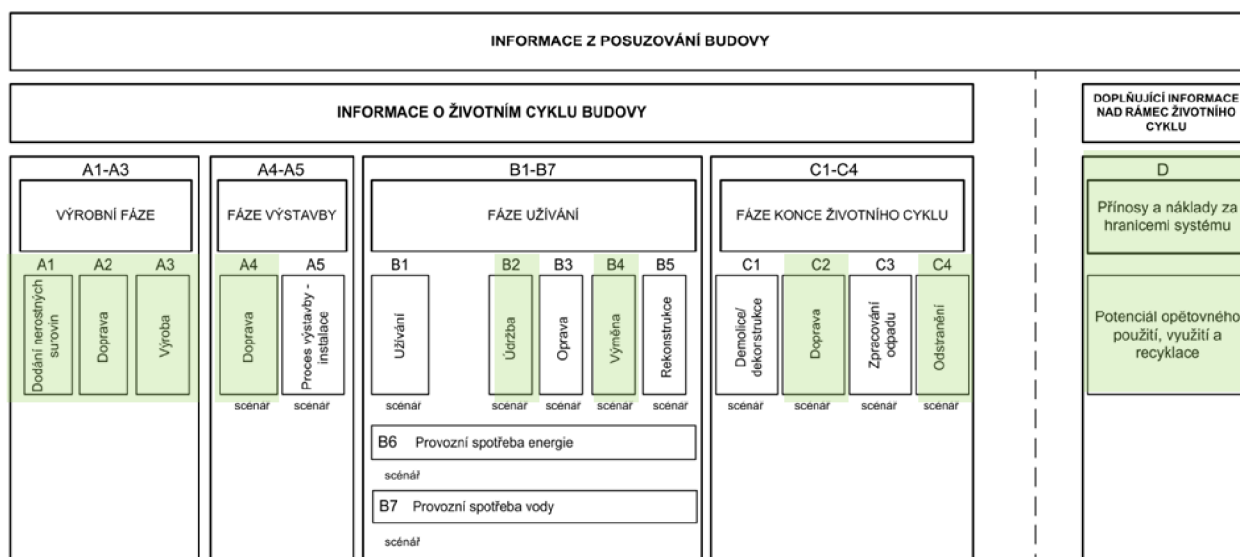 INFORMACE Z POSUZOVÁNÍ BUDOVY
INFORMACE O ŽIVOTNÍM CYKLU BUDOVY
DOPLŇUJÍCÍ INFORMACE
NAD RÁMEC ŽIVOTNÍHO
CYKLU
A1-A3
VÝROBNÍ FÁZE
A1
Dodání nerostných
surovin
A2
Doprava
A3
Výroba
A4-A5
FÁZE VÝSTAVBY
A4
Doprava
scénář
A5
Proces výstavby -
instalace
scénář
B1-B7
FÁZE UŽÍVÁNÍ
B1
Užívání
scénář
B2
Údržba
scénář
B3
Oprava
scénář
B4
Výměna
scénář
B5
Rekonstrukce
scénář
B6 Provozní spotřeba energie
scénář
B7 Provozní spotřeba vody
scénář
C1-C4
FÁZE KONCE ŽIVOTNÍHO CYKLU
C1
Demolice/
dekorstrukce
scénář
C2
Doprava
scénář
C3
Zpracování
odpadu
scénář
C4
Odstranění
scénář
D
Přínosy a náklady za
hranicemi systému
Potenciál opětovného
použití, využití a
recyklace